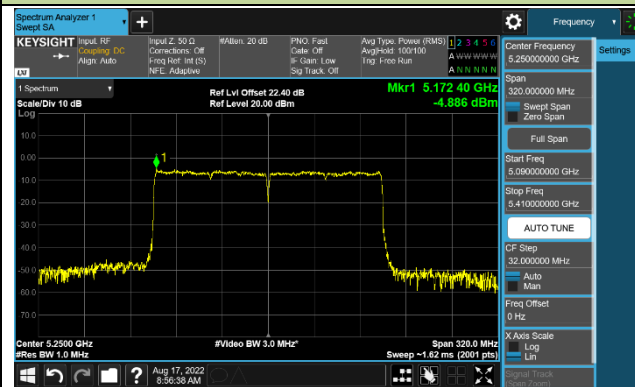 Spectrum Analyzer 1
Swept SA
Frequency
KEYSIGHT
Input: RF
Coupling: DC
Align: Auto
Input Z: 50 Ω
Corrections: Off
Freq Ref: Int (S)
NFE: Adaptive
#Atten: 20 dB
PNO: Fast
Gate: Off
IF Gain: Low
Sig Track: Off
Avg Type: Power (RMS)
Avg|Hold: 100/100
Trig: Free Run
1 2 3 4 5 6
A W W W W W
A N N N N N
LXI
1 Spectrum
Scale/Div 10 dB
Log
Ref Lvl Offset 22.40 dB
Ref Level 20.00 dBm
Mkr1 5.172 40 GHz
-4.886 dBm
10.0
0.00
1
10.0
20.0
30.0
40.0
50.0
60.0
70.0
Center 5.2500 GHz
#Res BW 1.0 MHz
#Video BW 3.0 MHz*
Span 320.0 MHz
Sweep ~1.62 ms (2001 pts)
Aug 17, 2022
8:56:38 AM
Center Frequency
5.250000000 GHz
Settings
Span
320.000000 MHz
Swept Span
Zero Span
Full Span
Start Freq
5.090000000 GHz
Stop Freq
5.410000000 GHz
AUTO TUNE
CF Step
32.000000 MHz
Auto
Man
Freq Offset
0 Hz
X Axis Scale
Log
Lin
Signal Track
(Span Zoom)